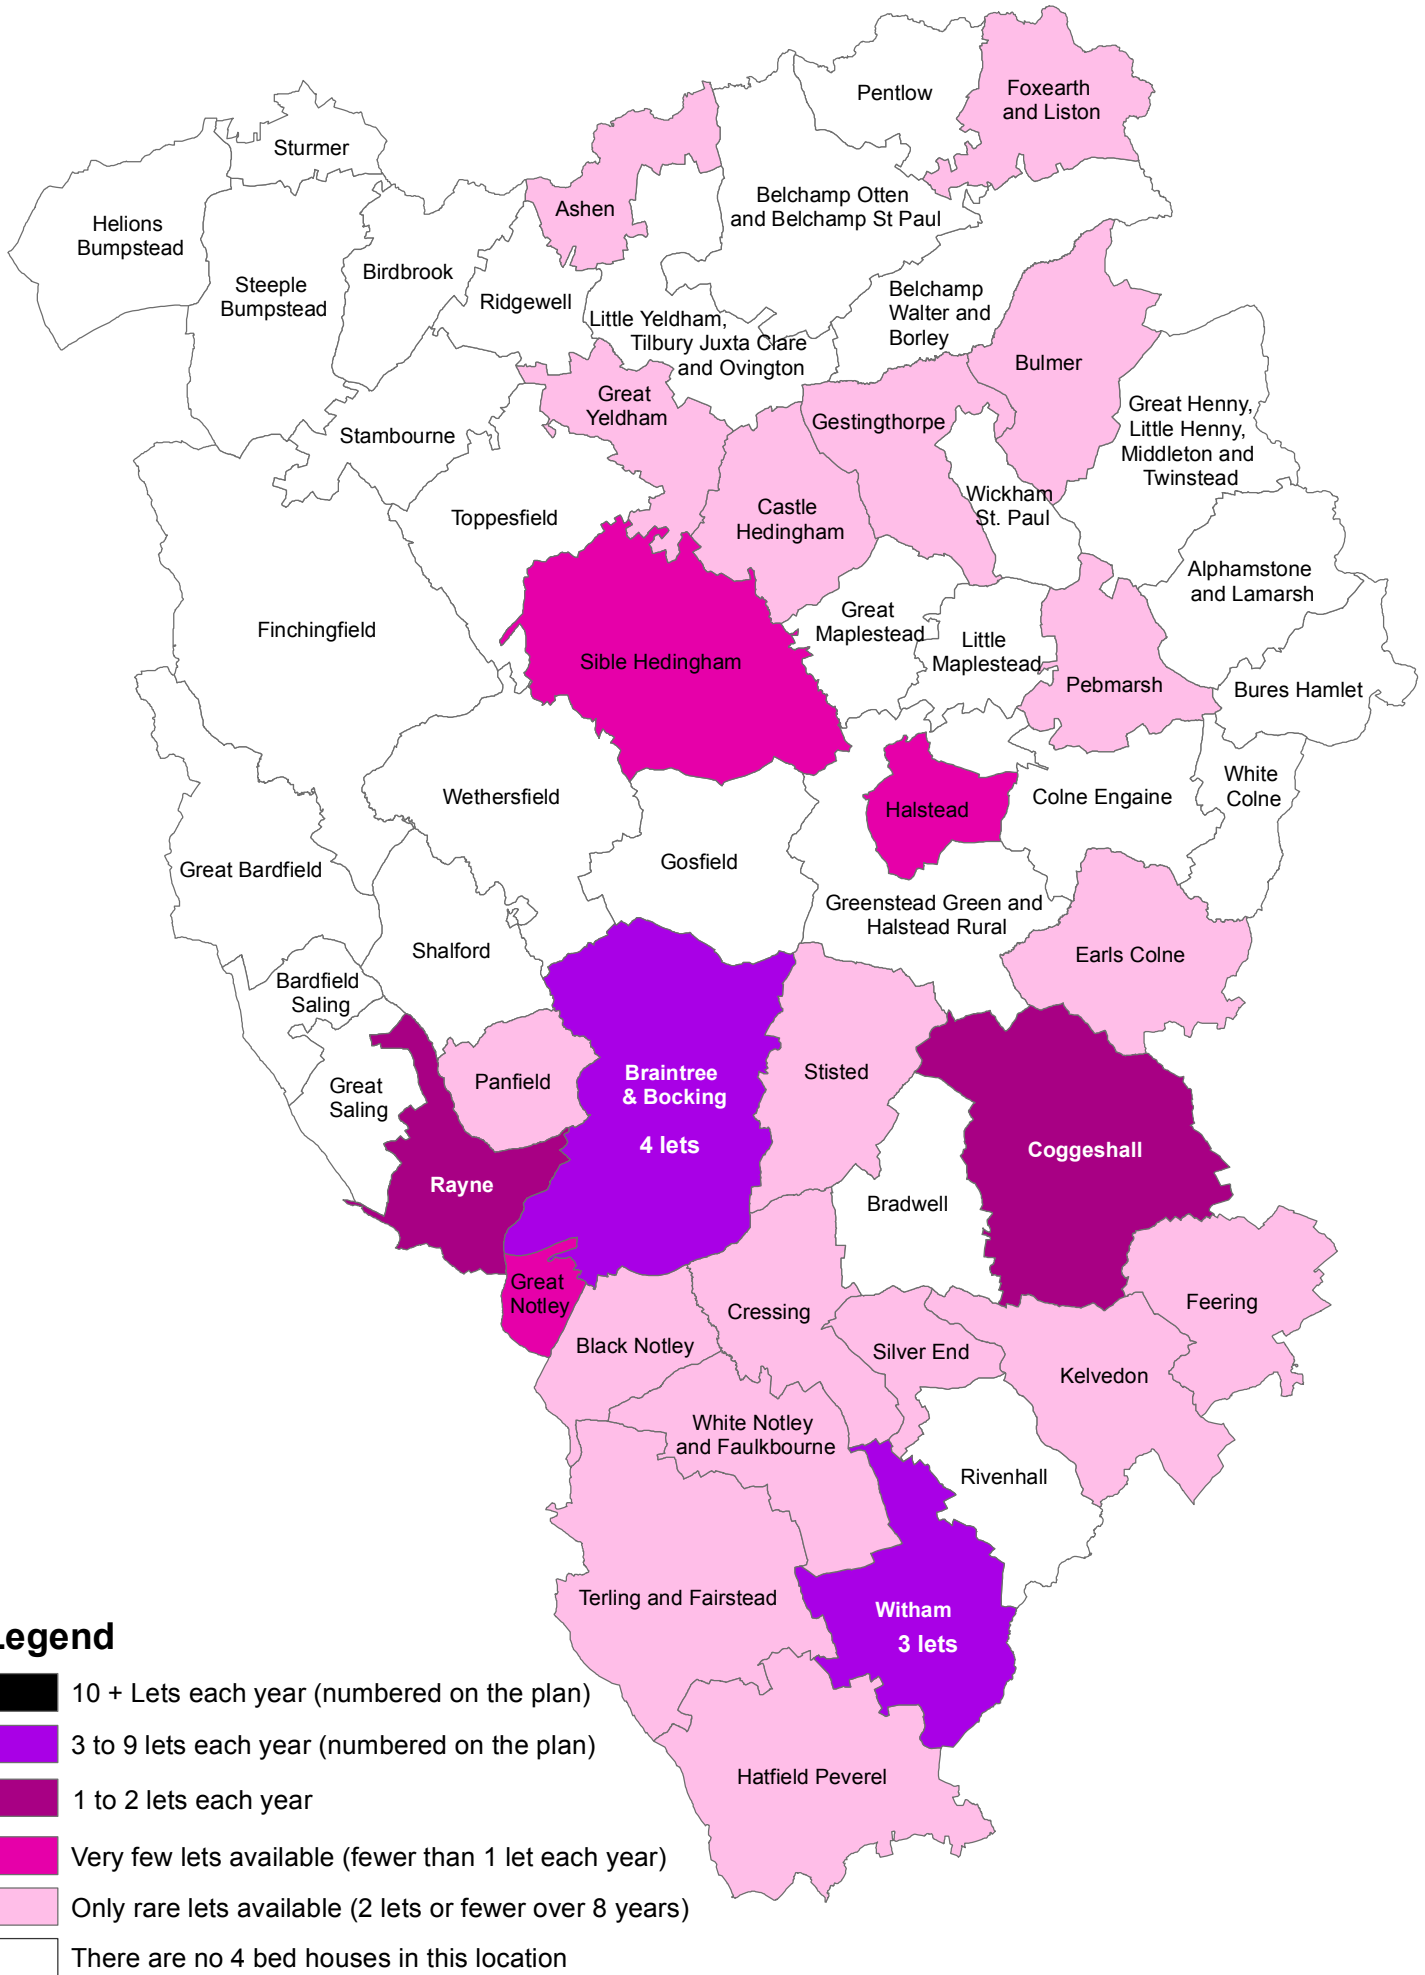 Pentlow
Foxearth
and Liston
Sturmer
Ashen
Belchamp Otten
and Belchamp St Paul
Helions
Bumpstead
Steeple
Bumpstead
Birdbrook
Ridgewell
Belchamp
Walter and
Borley
Little Yeldham,
Tilbury Juxta Clare
and Ovington
Bulmer
Great
Yeldham
Gestingthorpe
Great Henny,
Little Henny,
Middleton and
Twinstead
Stambourne
Wickham
St. Paul
Toppesfield
Castle
Hedingham
Alphamstone
and Lamarsh
Finchingfield
Great
Maplestead
Little
Maplestead
Sible Hedingham
Pebmarsh
Bures Hamlet
Wethersfield
Halstead
Colne Engaine
White
Colne
Great Bardfield
Gosfield
Greenstead Green and
Halstead Rural
Shalford
Earls Colne
Bardfield
Saling
Great
Saling
Panfield
Braintree
& Bocking
4 lets
Stisted
Coggeshall
Rayne
Bradwell
Great
Notley
Cressing
Feering
Black Notley
Silver End
Kelvedon
White Notley
and Faulkbourne
Rivenhall
Terling and Fairstead
Witham
3 lets
Hatfield Peverel
egend
10 + Lets each year (numbered on the plan)
3 to 9 lets each year (numbered on the plan)
1 to 2 lets each year
Very few lets available (fewer than 1 let each year)
Only rare lets available (2 lets or fewer over 8 years)
There are no 4 bed houses in this location